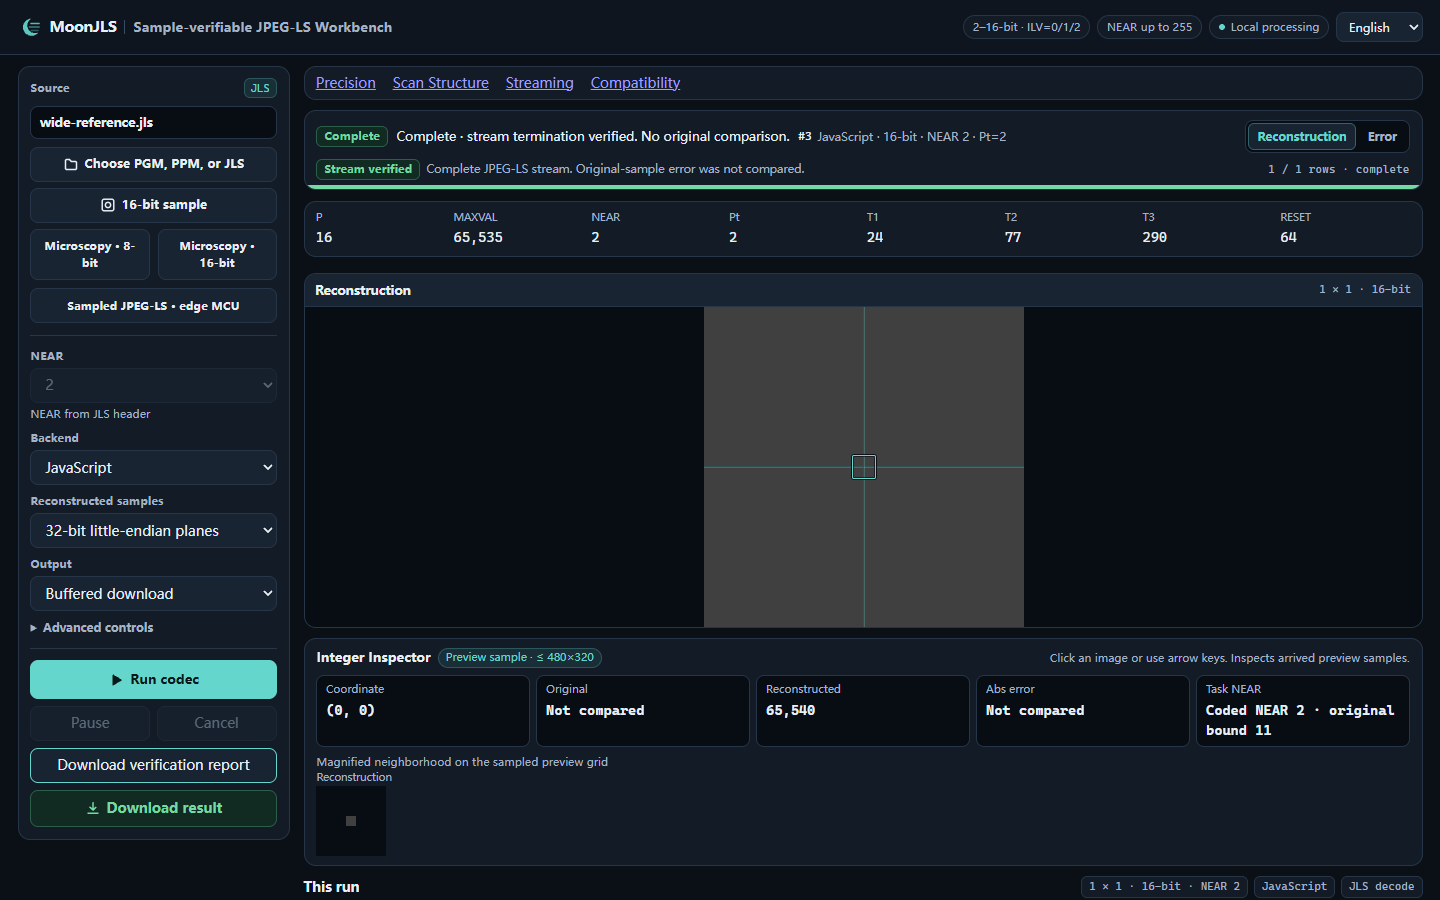 MoonJLS
Sample-verifiable JPEG-LS Workbench
2–16-bit · ILV=0/1/2
NEAR up to 255
Local processing
English
Source
JLS
wide-reference.jls
Choose PGM, PPM, or JLS
16-bit sample
Microscopy • 8-
bit
Microscopy •
16-bit
Sampled JPEG-LS • edge MCU
NEAR
2
NEAR from JLS header
Backend
JavaScript
Reconstructed samples
32-bit little-endian planes
Output
Buffered download
Advanced controls
Run codec
Pause
Cancel
Download verification report
Download result
Precision
Scan Structure
Streaming
Compatibility
Complete
Complete · stream termination verified. No original comparison.
#3 JavaScript · 16-bit · NEAR 2 · Pt=2
Reconstruction
Error
Stream verified
Complete JPEG-LS stream. Original-sample error was not compared.
1 / 1 rows · complete
P
16
MAXVAL
65,535
NEAR
2
Pt
2
T1
24
T2
77
T3
290
RESET
64
Reconstruction
1 × 1 · 16-bit
Integer Inspector
Preview sample · ≤ 480×320
Click an image or use arrow keys. Inspects arrived preview samples.
Coordinate
(0, 0)
Original
Not compared
Reconstructed
65,540
Abs error
Not compared
Task NEAR
Coded NEAR 2 · original
bound 11
Magnified neighborhood on the sampled preview grid
Reconstruction
This run
1 × 1 · 16-bit · NEAR 2
JavaScript
JLS decode